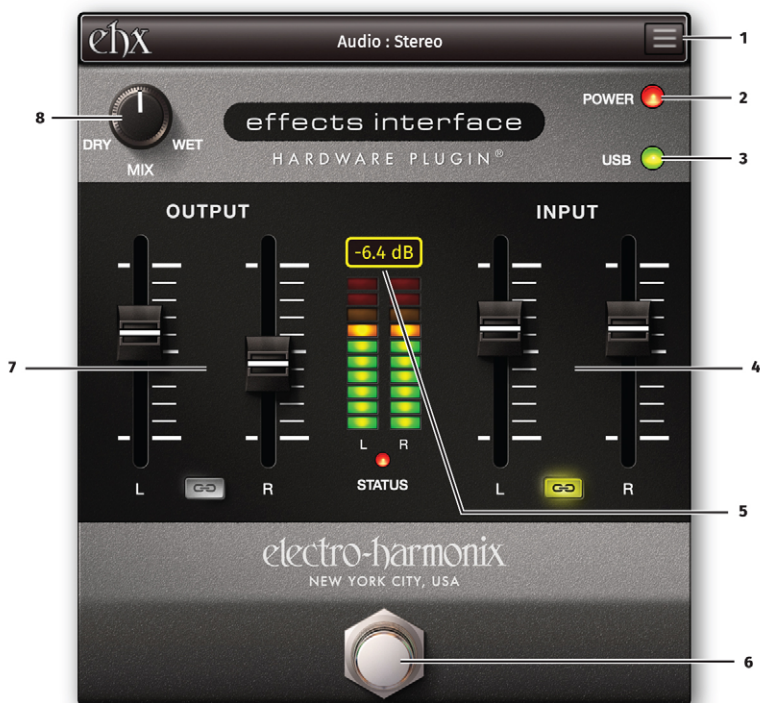 ehx
Audio : Stereo
1
POWER
2
8
effects interface
DRY
WET
MIX
HARDWARE PLUGIN®
USB
3
OUTPUT
INPUT
-6.4 dB
7
4
L R
L
R
STATUS
L
R
5
electro-harmonix
NEW YORK CITY, USA
6